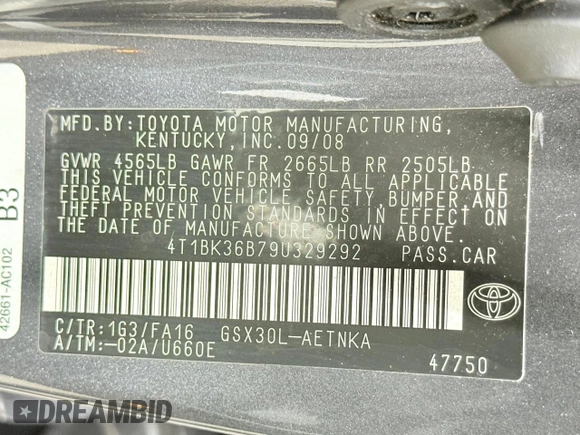 MFD.BY:TOYOTA MOTOR MANUFACTURING,
KENTUCKY,INC.09/08
GVWR 4565LB GAWR FR 2665LB RR 2505LB
THIS VEHICLE CONFORMS TO ALL APPLICABLE
FEDERAL MOTOR VEHICLE SAFETY,BUMPER,AND
THEFT PREVENTION STANDARDS IN EFFECT ON
THE DATE OF MANUFACTURE SHOWN ABOVE.
4T1BK36B79U329292 PASS.CAR
C/TR:1G3/FA16 GSX30L-AETNKA
A/TM:-02A/U660E
47750
TOYOTA
42661-AC102
B3
DREAMBID